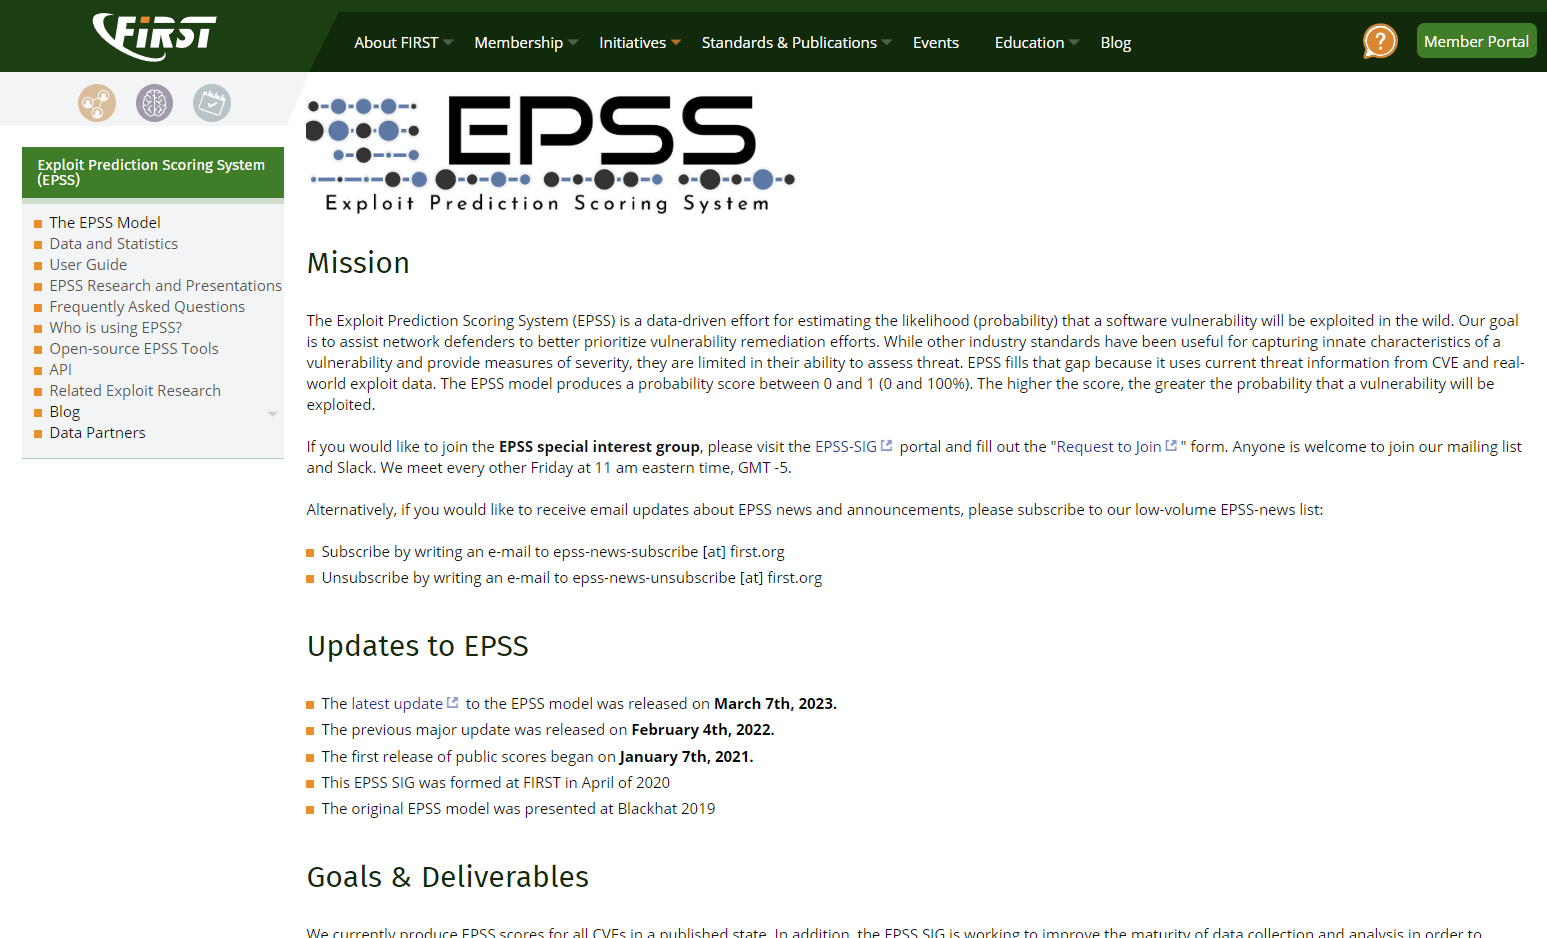 FIRST
About FIRST
Membership
Initiatives
Standards & Publications
Events
Education
Blog
?
Member Portal
Exploit Prediction Scoring System
(EPSS)
The EPSS Model
Data and Statistics
User Guide
EPSS Research and Presentations
Frequently Asked Questions
Who is using EPSS?
Open-source EPSS Tools
API
Related Exploit Research
Blog
Data Partners
EPSS
Exploit Prediction Scoring System
Mission
The Exploit Prediction Scoring System (EPSS) is a data-driven effort for estimating the likelihood (probability) that a software vulnerability will be exploited in the wild. Our goal
is to assist network defenders to better prioritize vulnerability remediation efforts. While other industry standards have been useful for capturing innate characteristics of a
vulnerability and provide measures of severity, they are limited in their ability to assess threat. EPSS fills that gap because it uses current threat information from CVE and real-
world exploit data. The EPSS model produces a probability score between 0 and 1 (0 and 100%). The higher the score, the greater the probability that a vulnerability will be
exploited.
If you would like to join the EPSS special interest group, please visit the EPSS-SIG portal and fill out the "Request to Join " form. Anyone is welcome to join our mailing list
and Slack. We meet every other Friday at 11 am eastern time, GMT -5.
Alternatively, if you would like to receive email updates about EPSS news and announcements, please subscribe to our low-volume EPSS-news list:
Subscribe by writing an e-mail to epss-news-subscribe [at] first.org
Unsubscribe by writing an e-mail to epss-news-unsubscribe [at] first.org
Updates to EPSS
The latest update to the EPSS model was released on March 7th, 2023.
The previous major update was released on February 4th, 2022.
The first release of public scores began on January 7th, 2021.
This EPSS SIG was formed at FIRST in April of 2020
The original EPSS model was presented at Blackhat 2019
Goals & Deliverables
We currently produce EPSS scores for all CVEs in a published state. In addition, the EPSS SIG is working to improve the maturity of data collection and analysis in order to